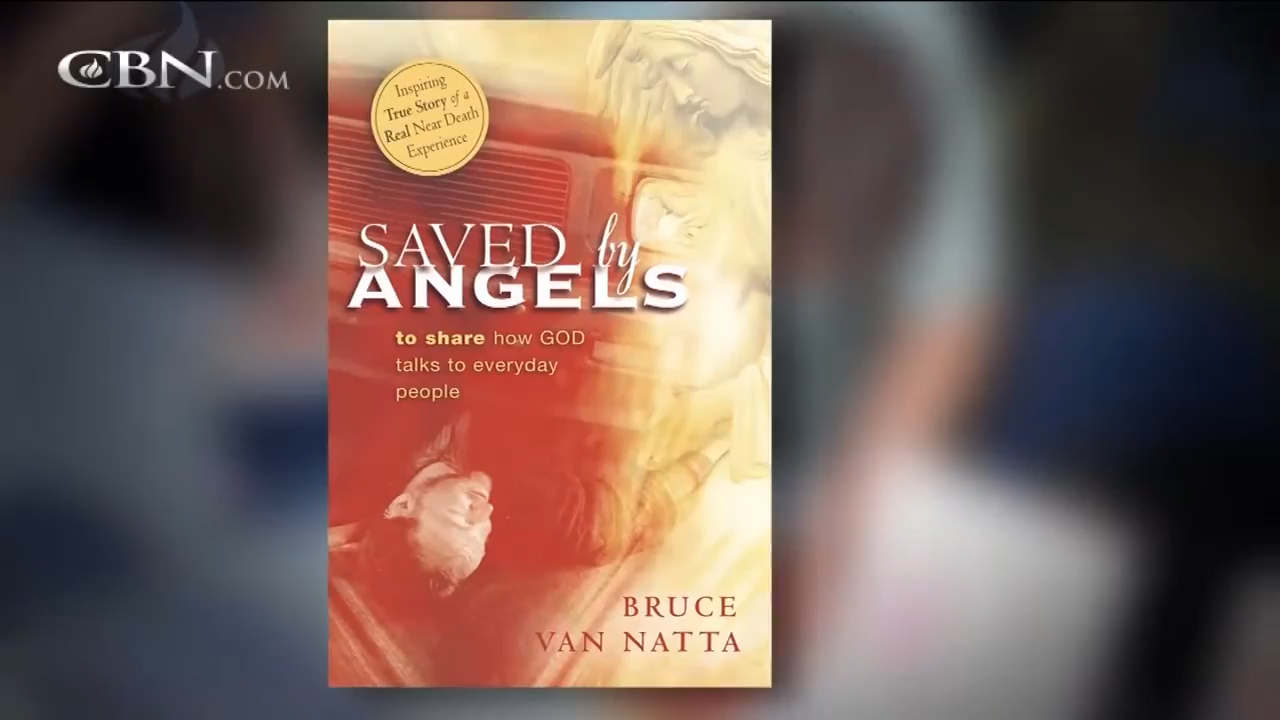 CBN.COM
Inspiring
True Story of a
Real Near Death
Experience
SAVED by
ANGELS
to share how GOD
talks to everyday
people
BRUCE
VAN NATTA